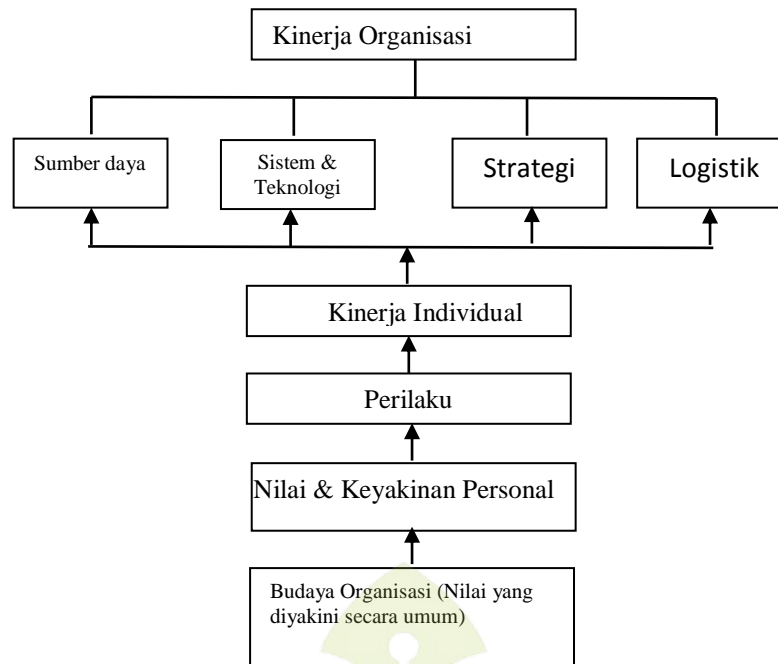 Kinerja Organisasi
Sumber daya
Sistem &
Teknologi
Strategi
Logistik
Kinerja Individual
Perilaku
Nilai & Keyakinan Personal
Budaya Organisasi (Nilai yang
diyakini secara umum)